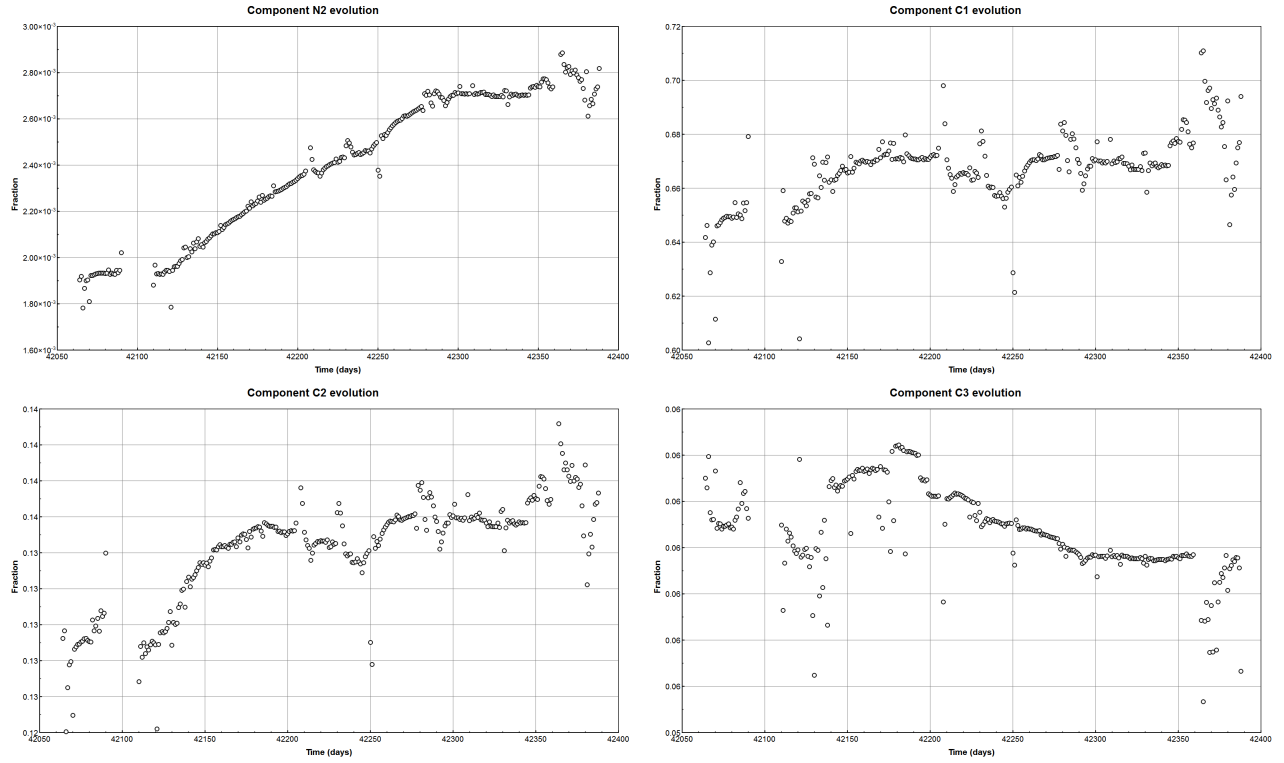 Component N2 evolution
3.00×10⁻³
2.80×10⁻³
2.60×10⁻³
2.40×10⁻³
2.20×10⁻³
2.00×10⁻³
1.80×10⁻³
1.60×10⁻³
Fraction
42050 42100 42150 42200 42250 42300 42350 42400
Time (days)
Component C1 evolution
0.72
0.70
0.68
0.66
0.64
0.62
0.60
Fraction
42050 42100 42150 42200 42250 42300 42350 42400
Time (days)
Component C2 evolution
0.14
0.14
0.14
0.14
0.13
0.13
0.13
0.13
0.13
0.12
Fraction
42050 42100 42150 42200 42250 42300 42350 42400
Time (days)
Component C3 evolution
0.06
0.06
0.06
0.06
0.06
0.06
0.06
0.05
Fraction
42050 42100 42150 42200 42250 42300 42350 42400
Time (days)